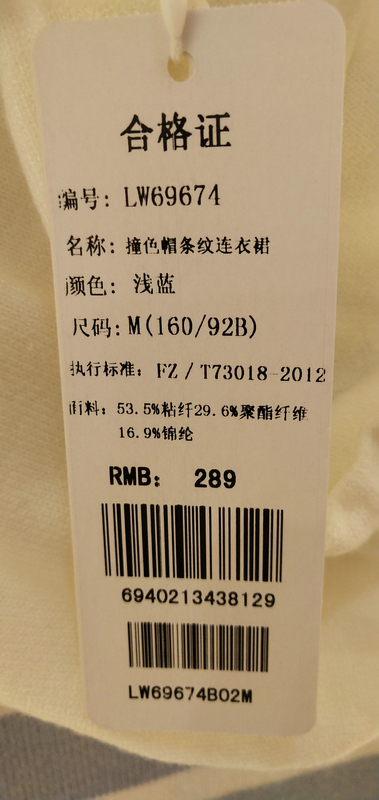 合格证
编号: LW69674
名称: 撞色帽条纹连衣裙
颜色: 浅蓝
尺码: M(160/92B)
执行标准: FZ/T73018-2012
面料: 53.5%粘纤29.6%聚酯纤维
16.9%锦纶
RMB: 289
6940213438129
LW69674B02M